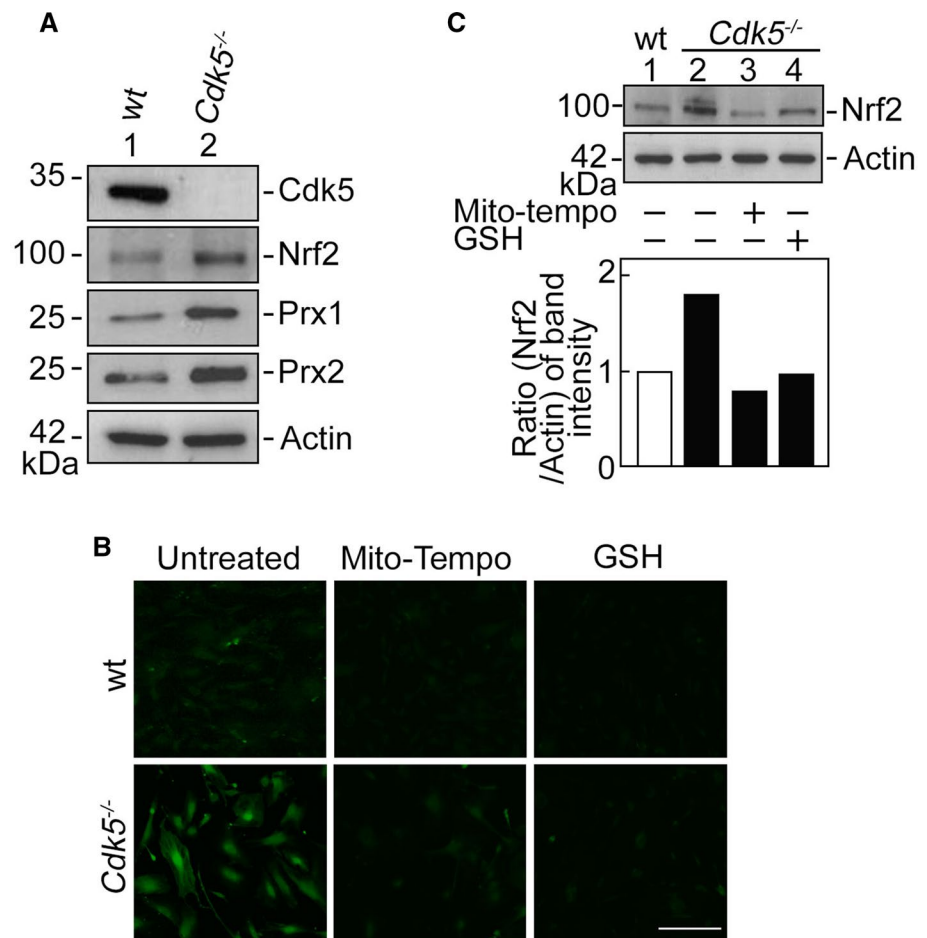 A
wt
Cdk5-/-
1 2
35 - - Cdk5
100 - - Nrf2
25 - - Prx1
25 - - Prx2
42 - - Actin
kDa
C
wt Cdk5-/-
1 2 3 4
100 - - Nrf2
42 - - Actin
kDa
Mito-tempo − − + −
GSH − − − +
Ratio (Nrf2
/Actin) of band
intensity
2
1
0
B
Untreated Mito-Tempo GSH
wt
Cdk5-/-